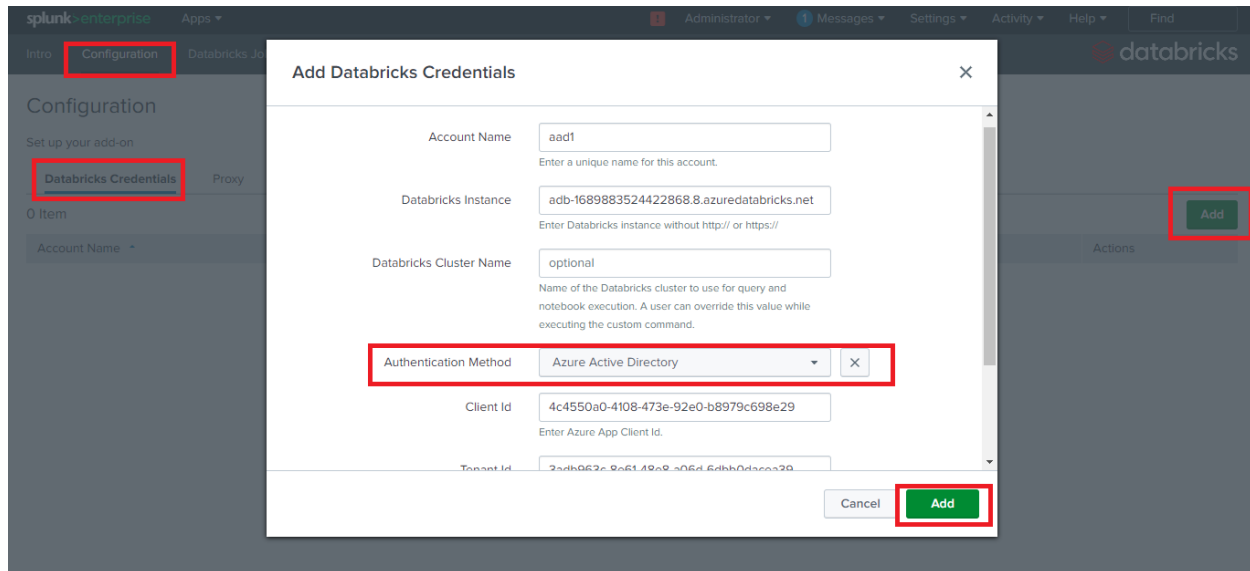 splunk>enterprise Apps 1 Administrator 1 Messages Settings Activity Help Find
Intro Configuration Databricks Jo databricks
Configuration
Set up your add-on
Databricks Credentials Proxy
0 Item Add
Account Name Actions
Add Databricks Credentials
Account Name aad1
Enter a unique name for this account.
Databricks Instance adb-1689883524422868.8.azuredatabricks.net
Enter Databricks instance without http:// or https://
Databricks Cluster Name optional
Name of the Databricks cluster to use for query and
notebook execution. A user can override this value while
executing the custom command.
Authentication Method Azure Active Directory
Client Id 4c4550a0-4108-473e-92e0-b8979c698e29
Enter Azure App Client Id.
Tenant Id
Cancel Add